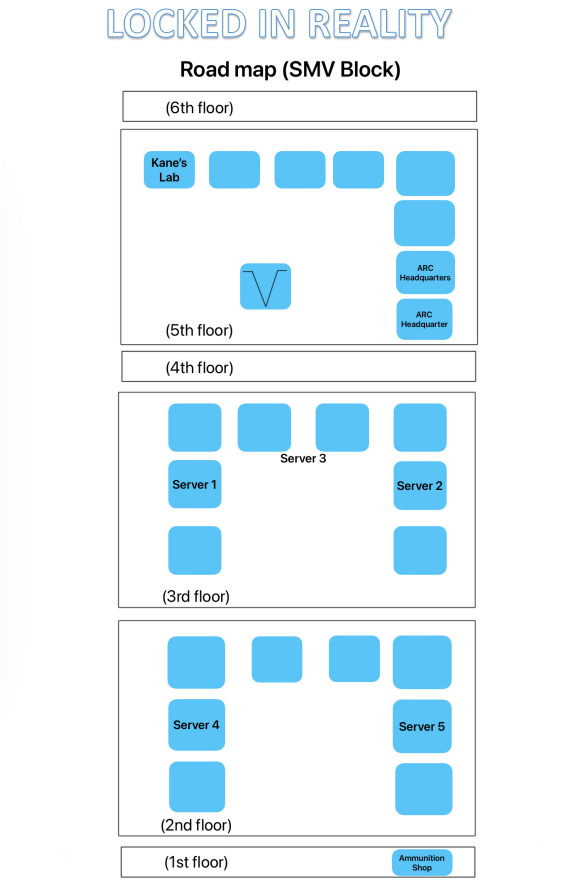 LOCKED IN REALITY
Road map (SMV Block)
(6th floor)
Kane's
Lab
ARC
Headquarters
ARC
Headquarter
(5th floor)
(4th floor)
Server 3
Server 1
Server 2
(3rd floor)
Server 4
Server 5
(2nd floor)
(1st floor)
Ammunition
Shop